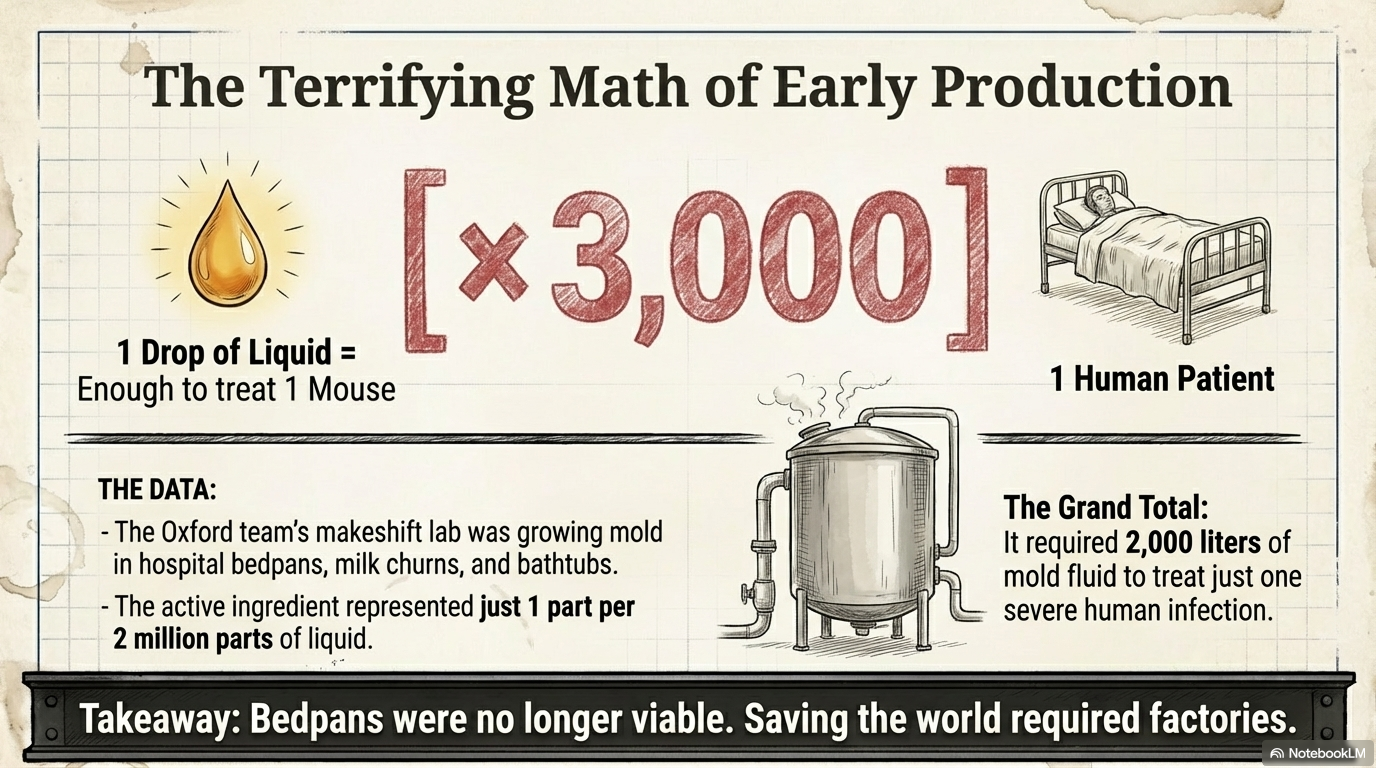 The Terrifying Math of Early Production
[×3,000]
1 Drop of Liquid =
Enough to treat 1 Mouse
1 Human Patient
THE DATA:
- The Oxford team’s makeshift lab was growing mold
in hospital bedpans, milk churns, and bathtubs.
- The active ingredient represented just 1 part per
2 million parts of liquid.
The Grand Total:
It required 2,000 liters of
mold fluid to treat just one
severe human infection.
Takeaway: Bedpans were no longer viable. Saving the world required factories.
NotebookLM